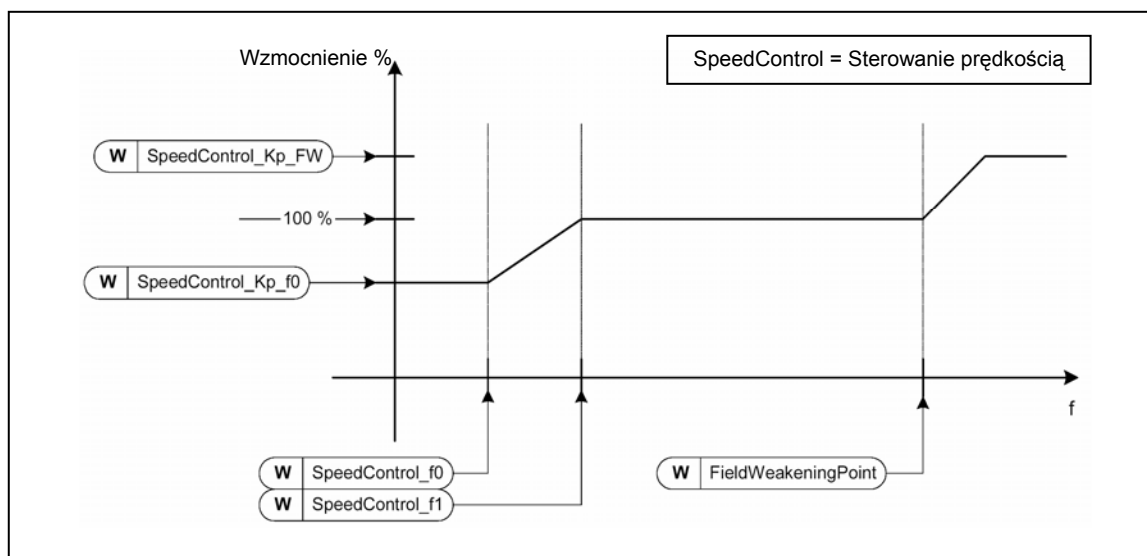 Wzmocnienie %
SpeedControl = Sterowanie prędkością
W SpeedControl_Kp_FW
100 %
W SpeedControl_Kp_f0
f
W SpeedControl_f0
W FieldWeakeningPoint
W SpeedControl_f1